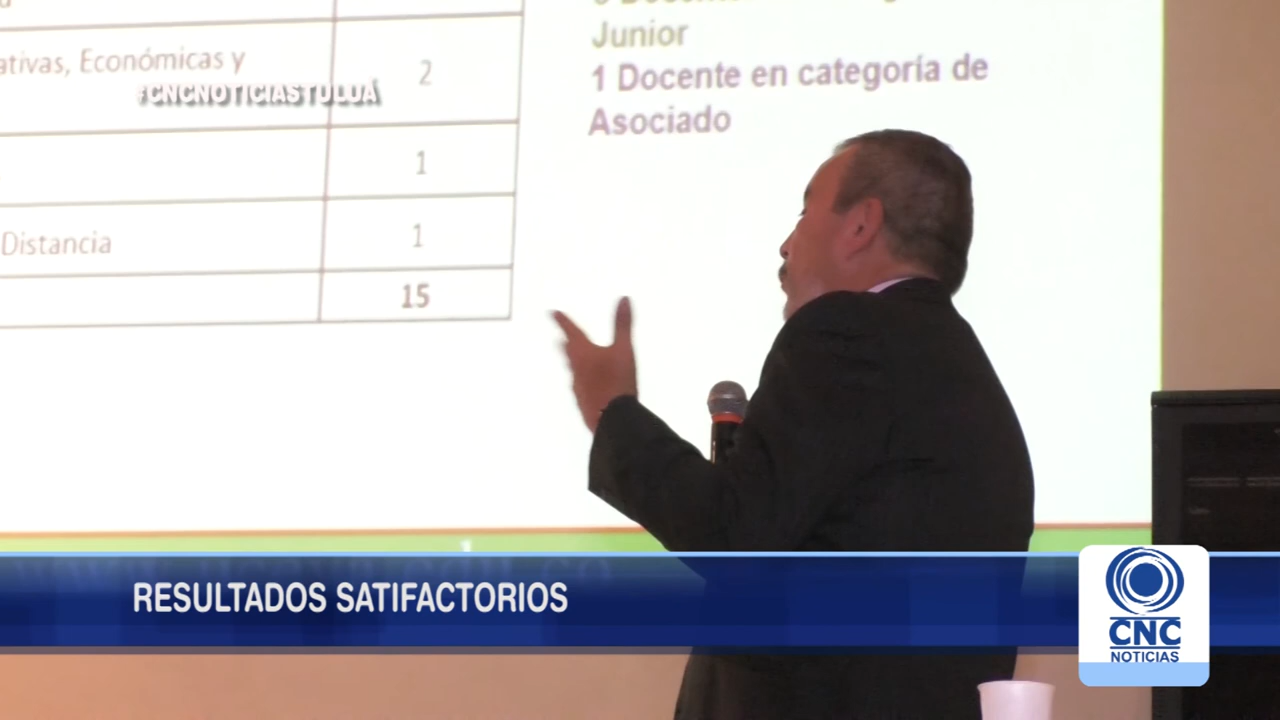 Junior
ativas, Económicas y
2
1 Docente en categoría de
#CNCNOTICIASTULUÁ
Asociado
1
Distancia
1
15
RESULTADOS SATIFACTORIOS
CNC
NOTICIAS